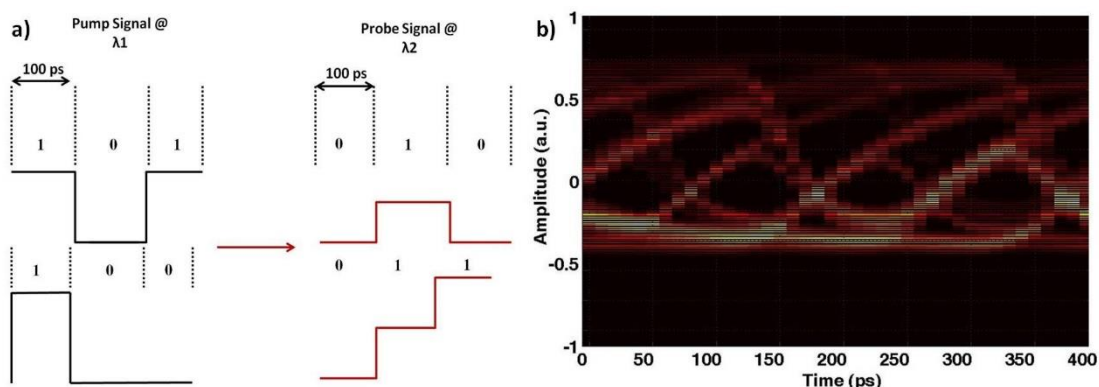 a)
Pump Signal @
λ1
100 ps
1 0 1
1 0 0
Probe Signal @
λ2
100 ps
0 1 0
0 1 1
b)
Amplitude (a.u.)
1
0.5
0
-0.5
-1
0 50 100 150 200 250 300 350 400
Time (ps)